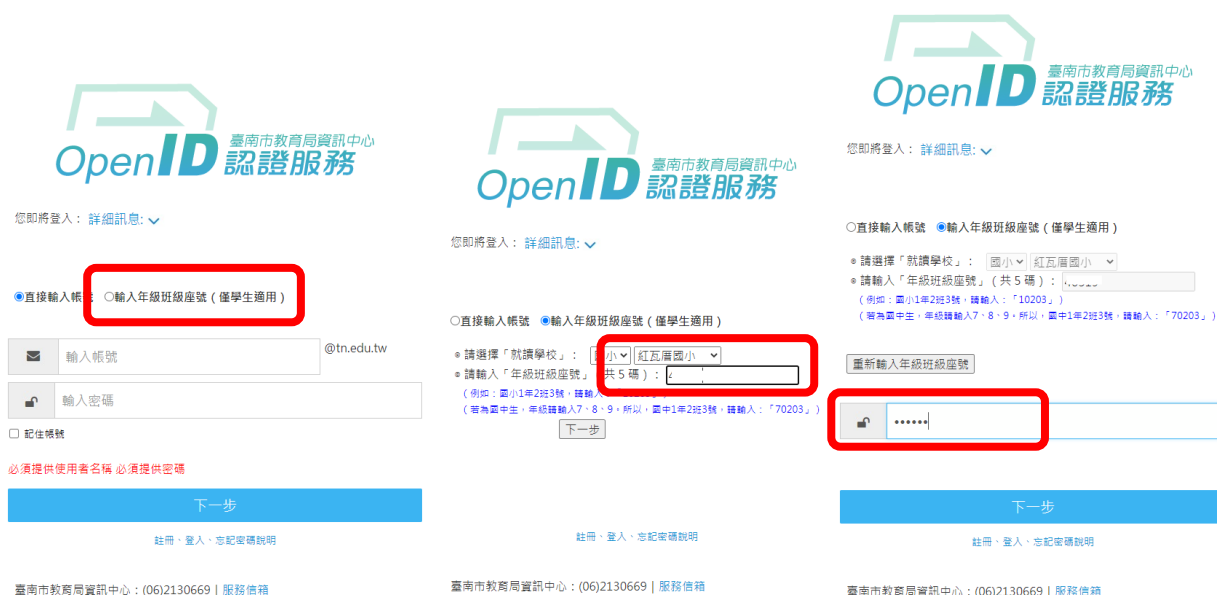 臺南市教育局資訊中心
OpenID 認證服務
您即將登入： 詳細訊息:
直接輸入帳 輸入年級班級座號 ( 僅學生適用 )
輸入帳號 @tn.edu.tw
輸入密碼
記住帳號
必須提供使用者名稱 必須提供密碼
下一步
註冊、登入、忘記密碼說明
臺南市教育局資訊中心：(06)2130669 | 服務信箱
臺南市教育局資訊中心
OpenID 認證服務
您即將登入： 詳細訊息:
直接輸入帳號 輸入年級班級座號 ( 僅學生適用 )
請選擇「就讀學校」： 小 紅瓦厝國小
請輸入「年級班級座號」 共 5 碼 ) :
( 例如：國小1年2班3號，請輸入
( 若為國中生，年級請輸入7、8、9。所以，國中1年2班3號，請輸入：「70203」 )
下一步
註冊、登入、忘記密碼說明
臺南市教育局資訊中心：(06)2130669 | 服務信箱
臺南市教育局資訊中心
OpenID 認證服務
您即將登入： 詳細訊息:
直接輸入帳號 輸入年級班級座號 ( 僅學生適用 )
請選擇「就讀學校」： 國小 紅瓦厝國小
請輸入「年級班級座號」 ( 共 5 碼 ) :
( 例如：國小1年2班3號，請輸入：「10203」 )
( 若為國中生，年級請輸入7、8、9。所以，國中1年2班3號，請輸入：「70203」 )
重新輸入年級班級座號
••••••
下一步
註冊、登入、忘記密碼說明
臺南市教育局資訊中心：(06)2130669 | 服務信箱